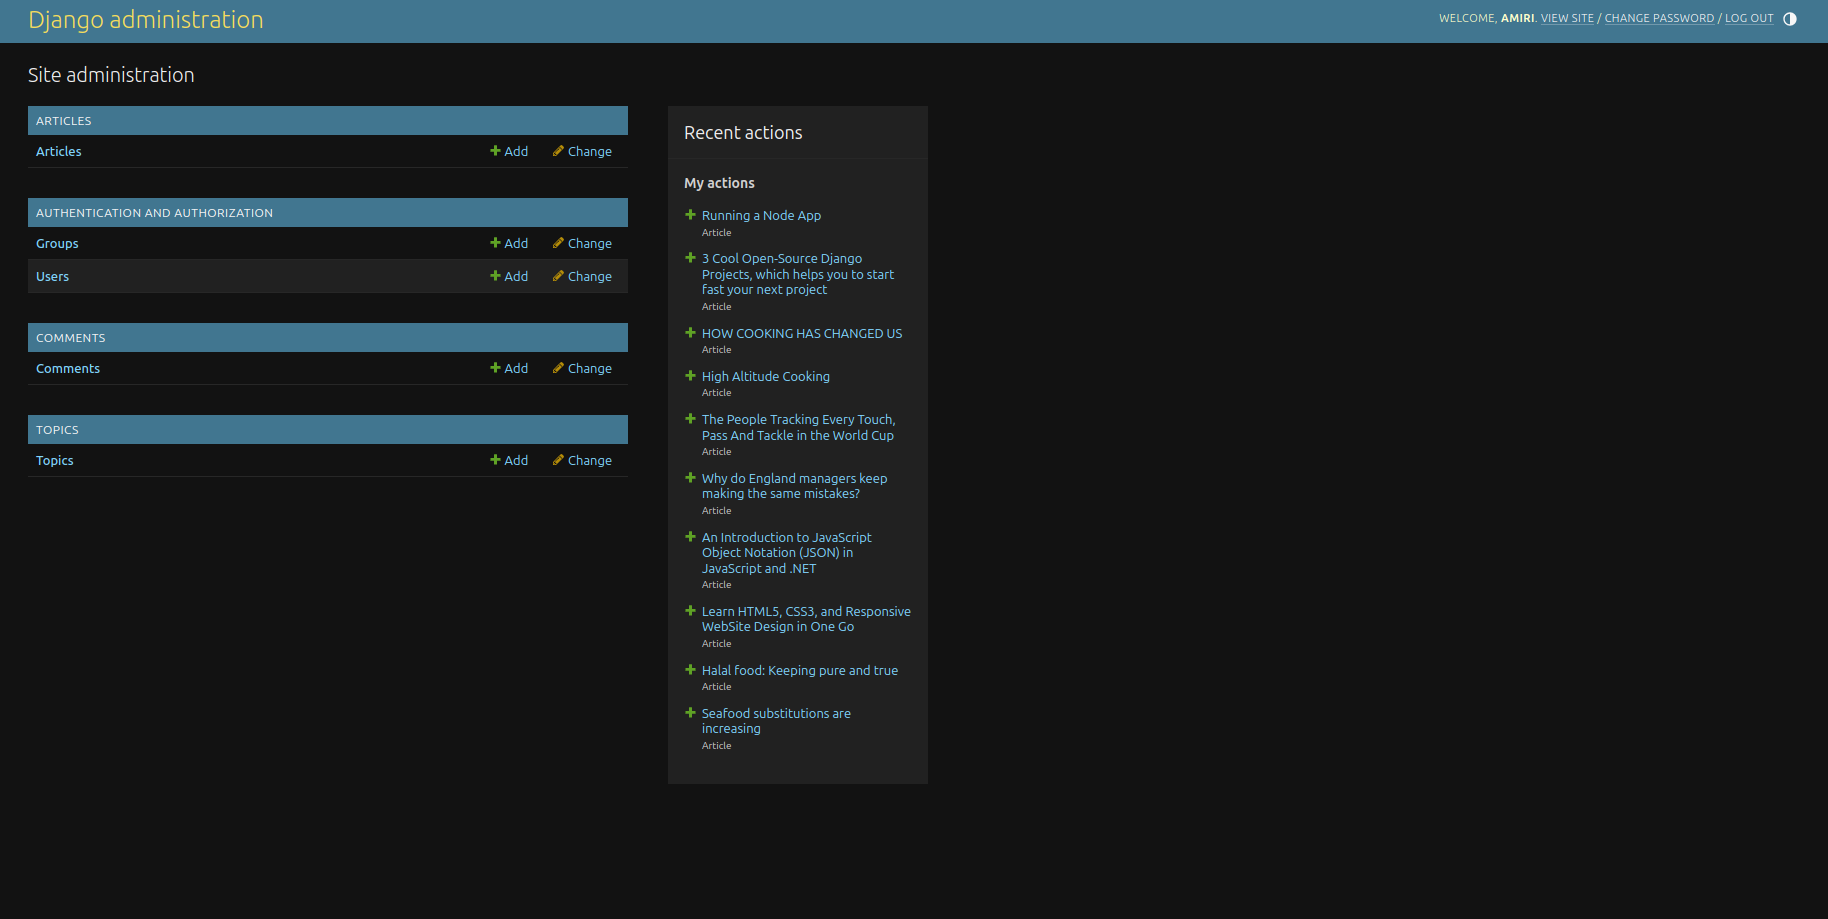 Django administration
WELCOME, AMIRI. VIEW SITE / CHANGE PASSWORD / LOG OUT
Site administration
ARTICLES
Articles Add Change
AUTHENTICATION AND AUTHORIZATION
Groups Add Change
Users Add Change
COMMENTS
Comments Add Change
TOPICS
Topics Add Change
Recent actions
My actions
Running a Node App
Article
3 Cool Open-Source Django
Projects, which helps you to start
fast your next project
Article
HOW COOKING HAS CHANGED US
Article
High Altitude Cooking
Article
The People Tracking Every Touch,
Pass And Tackle in the World Cup
Article
Why do England managers keep
making the same mistakes?
Article
An Introduction to JavaScript
Object Notation (JSON) in
JavaScript and .NET
Article
Learn HTML5, CSS3, and Responsive
WebSite Design in One Go
Article
Halal food: Keeping pure and true
Article
Seafood substitutions are
increasing
Article